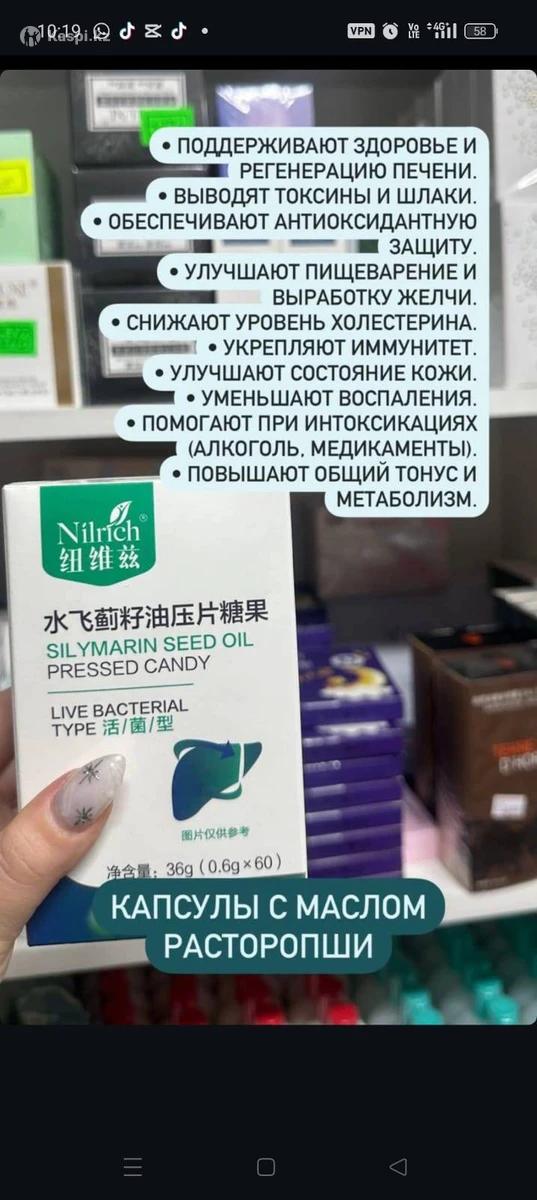 10:19
Kaspi.kz
VPN
Vo LTE
4G
58
• ПОДДЕРЖИВАЮТ ЗДОРОВЬЕ И
РЕГЕНЕРАЦИЮ ПЕЧЕНИ.
• ВЫВОДЯТ ТОКСИНЫ И ШЛАКИ.
• ОБЕСПЕЧИВАЮТ АНТИОКСИДАНТНУЮ
ЗАЩИТУ.
• УЛУЧШАЮТ ПИЩЕВАРЕНИЕ И
ВЫРАБОТКУ ЖЕЛЧИ.
• СНИЖАЮТ УРОВЕНЬ ХОЛЕСТЕРИНА.
• УКРЕПЛЯЮТ ИММУНИТЕТ.
• УЛУЧШАЮТ СОСТОЯНИЕ КОЖИ.
• УМЕНЬШАЮТ ВОСПАЛЕНИЯ.
• ПОМОГАЮТ ПРИ ИНТОКСИКАЦИЯХ
(АЛКОГОЛЬ, МЕДИКАМЕНТЫ).
• ПОВЫШАЮТ ОБЩИЙ ТОНУС И
МЕТАБОЛИЗМ.
Nilrich®
纽维兹
水飞蓟籽油压片糖果
SILYMARIN SEED OIL
PRESSED CANDY
LIVE BACTERIAL
TYPE 活/菌/型
图片仅供参考
净含量: 36g (0.6g×60)
КАПСУЛЫ С МАСЛОМ
РАСТОРОПШИ